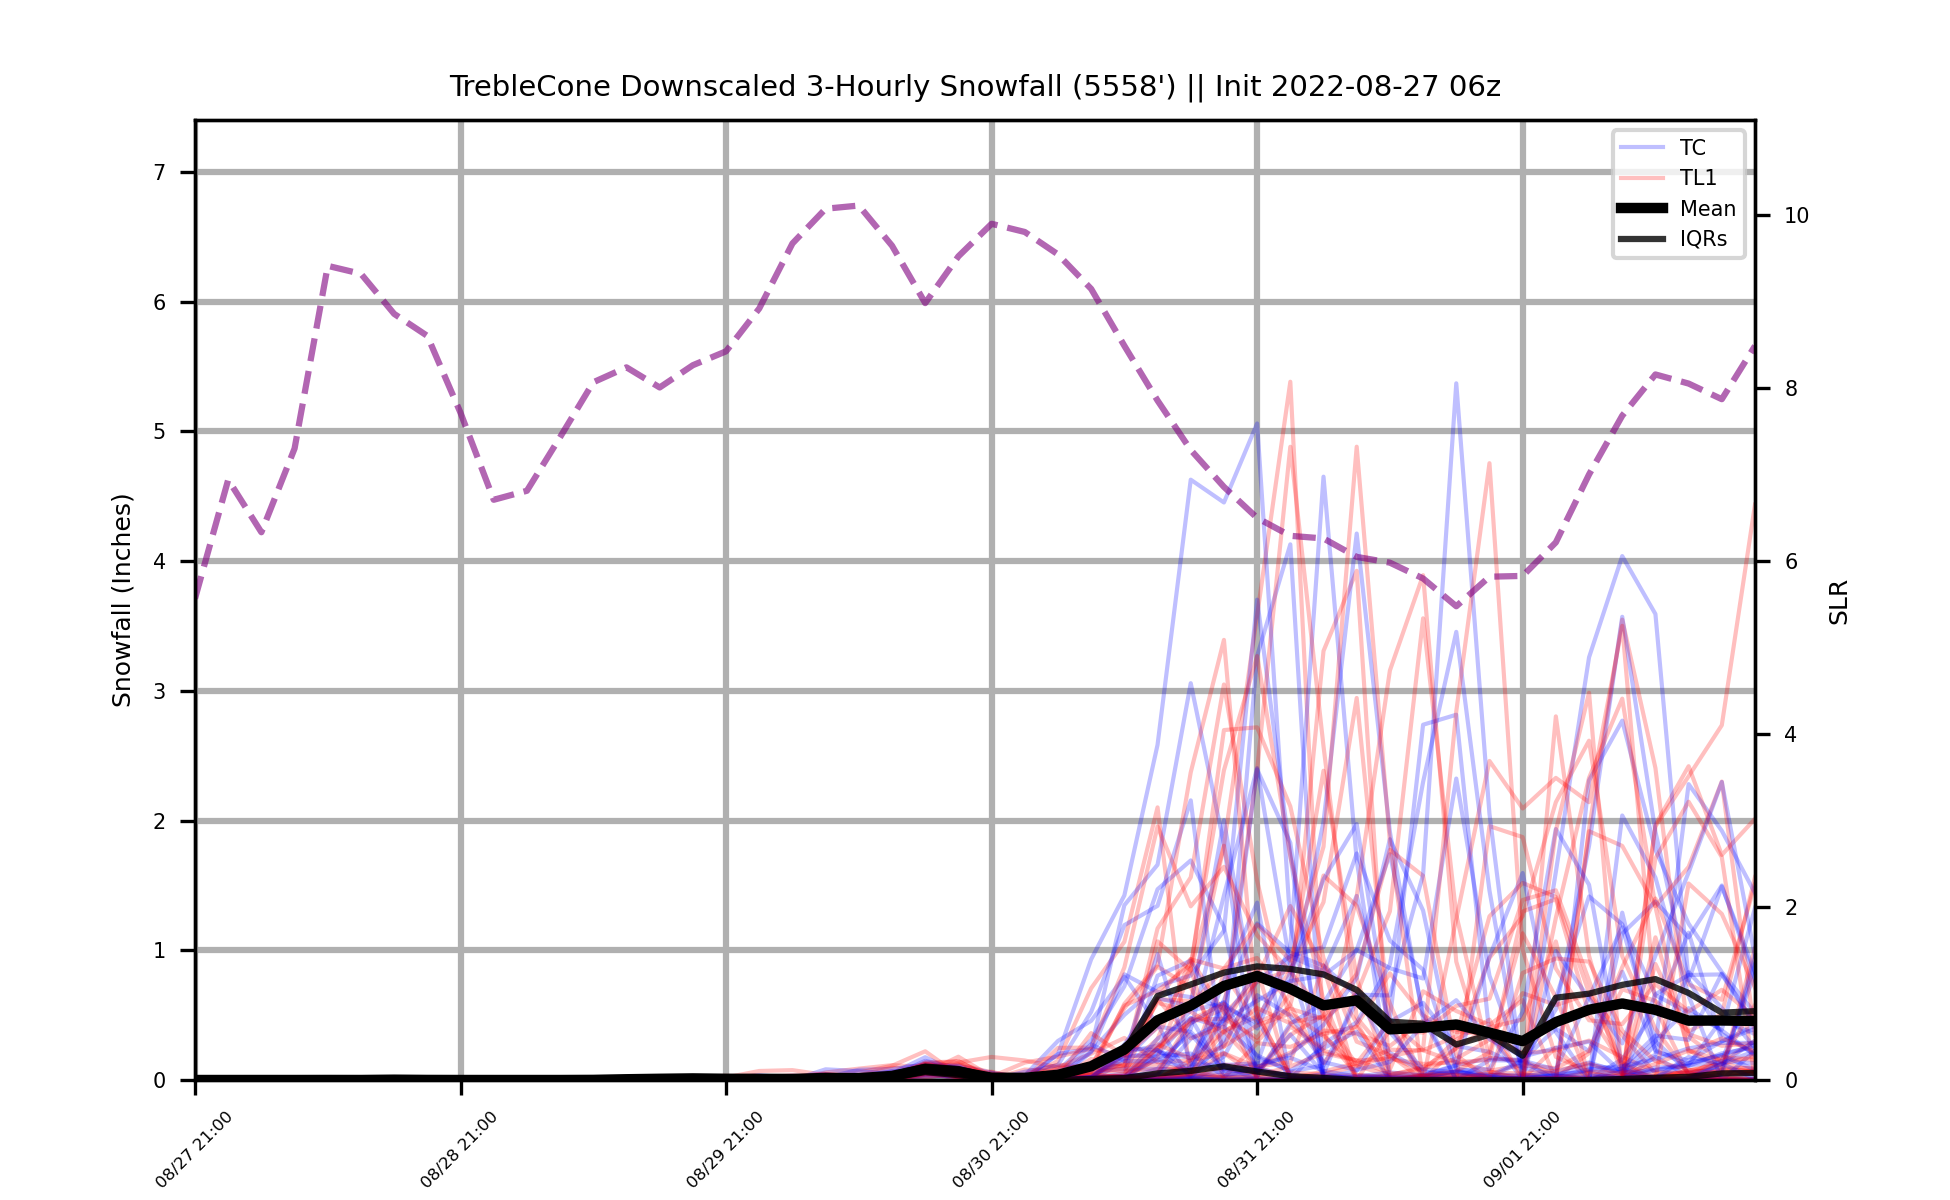 TrebleCone Downscaled 3-Hourly Snowfall (5558') || Init 2022-08-27 06z
TC
TL1
Mean
IQRs
Snowfall (Inches)
7
6
5
4
3
2
1
0
SLR
10
8
6
4
2
0
08/27 21:00
08/28 21:00
08/29 21:00
08/30 21:00
08/31 21:00
09/01 21:00